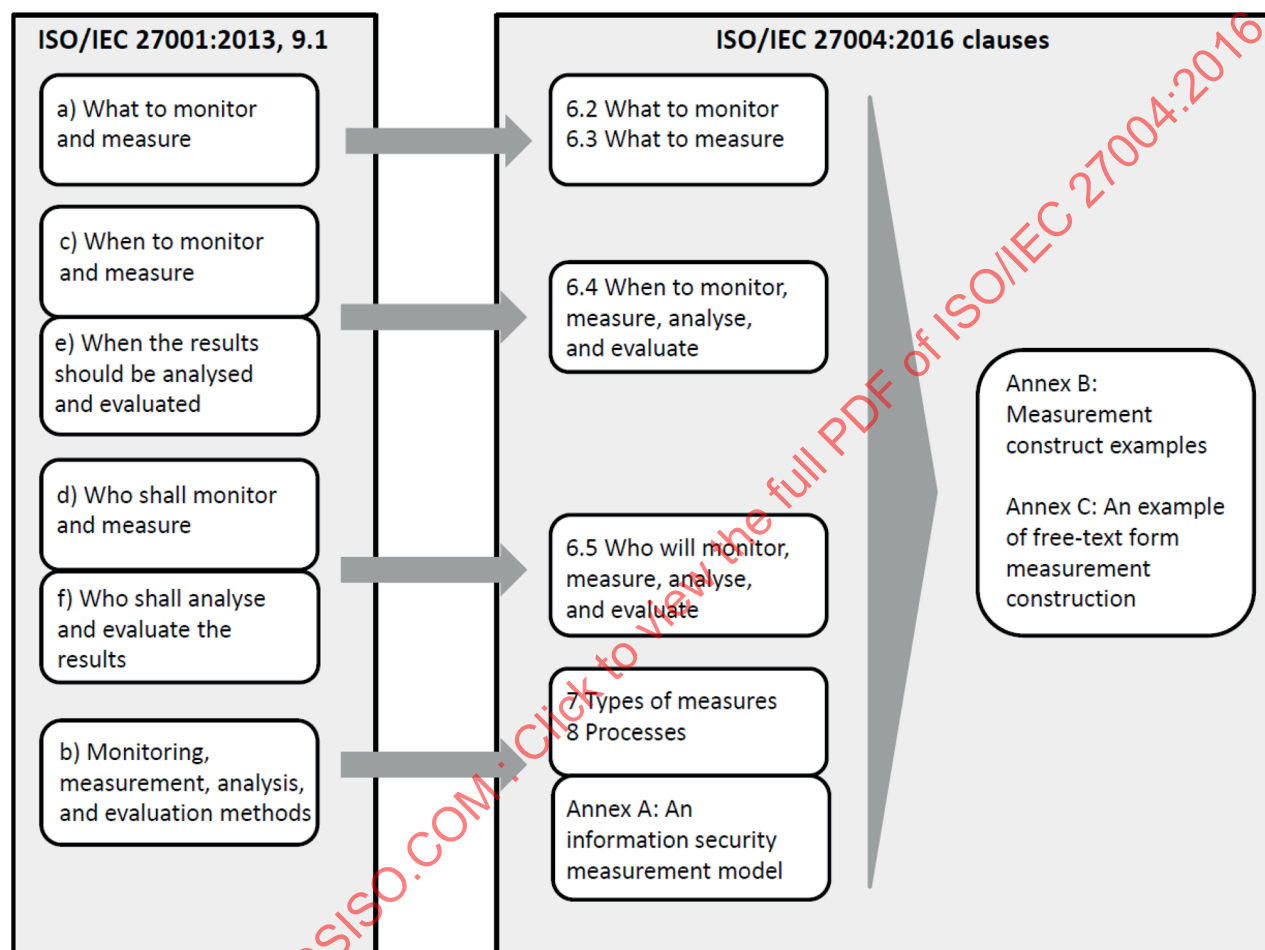 ISO/IEC 27001:2013, 9.1
a) What to monitor
and measure
c) When to monitor
and measure
e) When the results
should be analysed
and evaluated
d) Who shall monitor
and measure
f) Who shall analyse
and evaluate the
results
b) Monitoring,
measurement, analysis,
and evaluation methods
ISO/IEC 27004:2016 clauses
6.2 What to monitor
6.3 What to measure
6.4 When to monitor,
measure, analyse,
and evaluate
6.5 Who will monitor,
measure, analyse,
and evaluate
7 Types of measures
8 Processes
Annex A: An
information security
measurement model
Annex B:
Measurement
construct examples
Annex C: An example
of free-text form
measurement
construction
SISO.COM : Click to view the full PDF of ISO/IEC 27004:2016